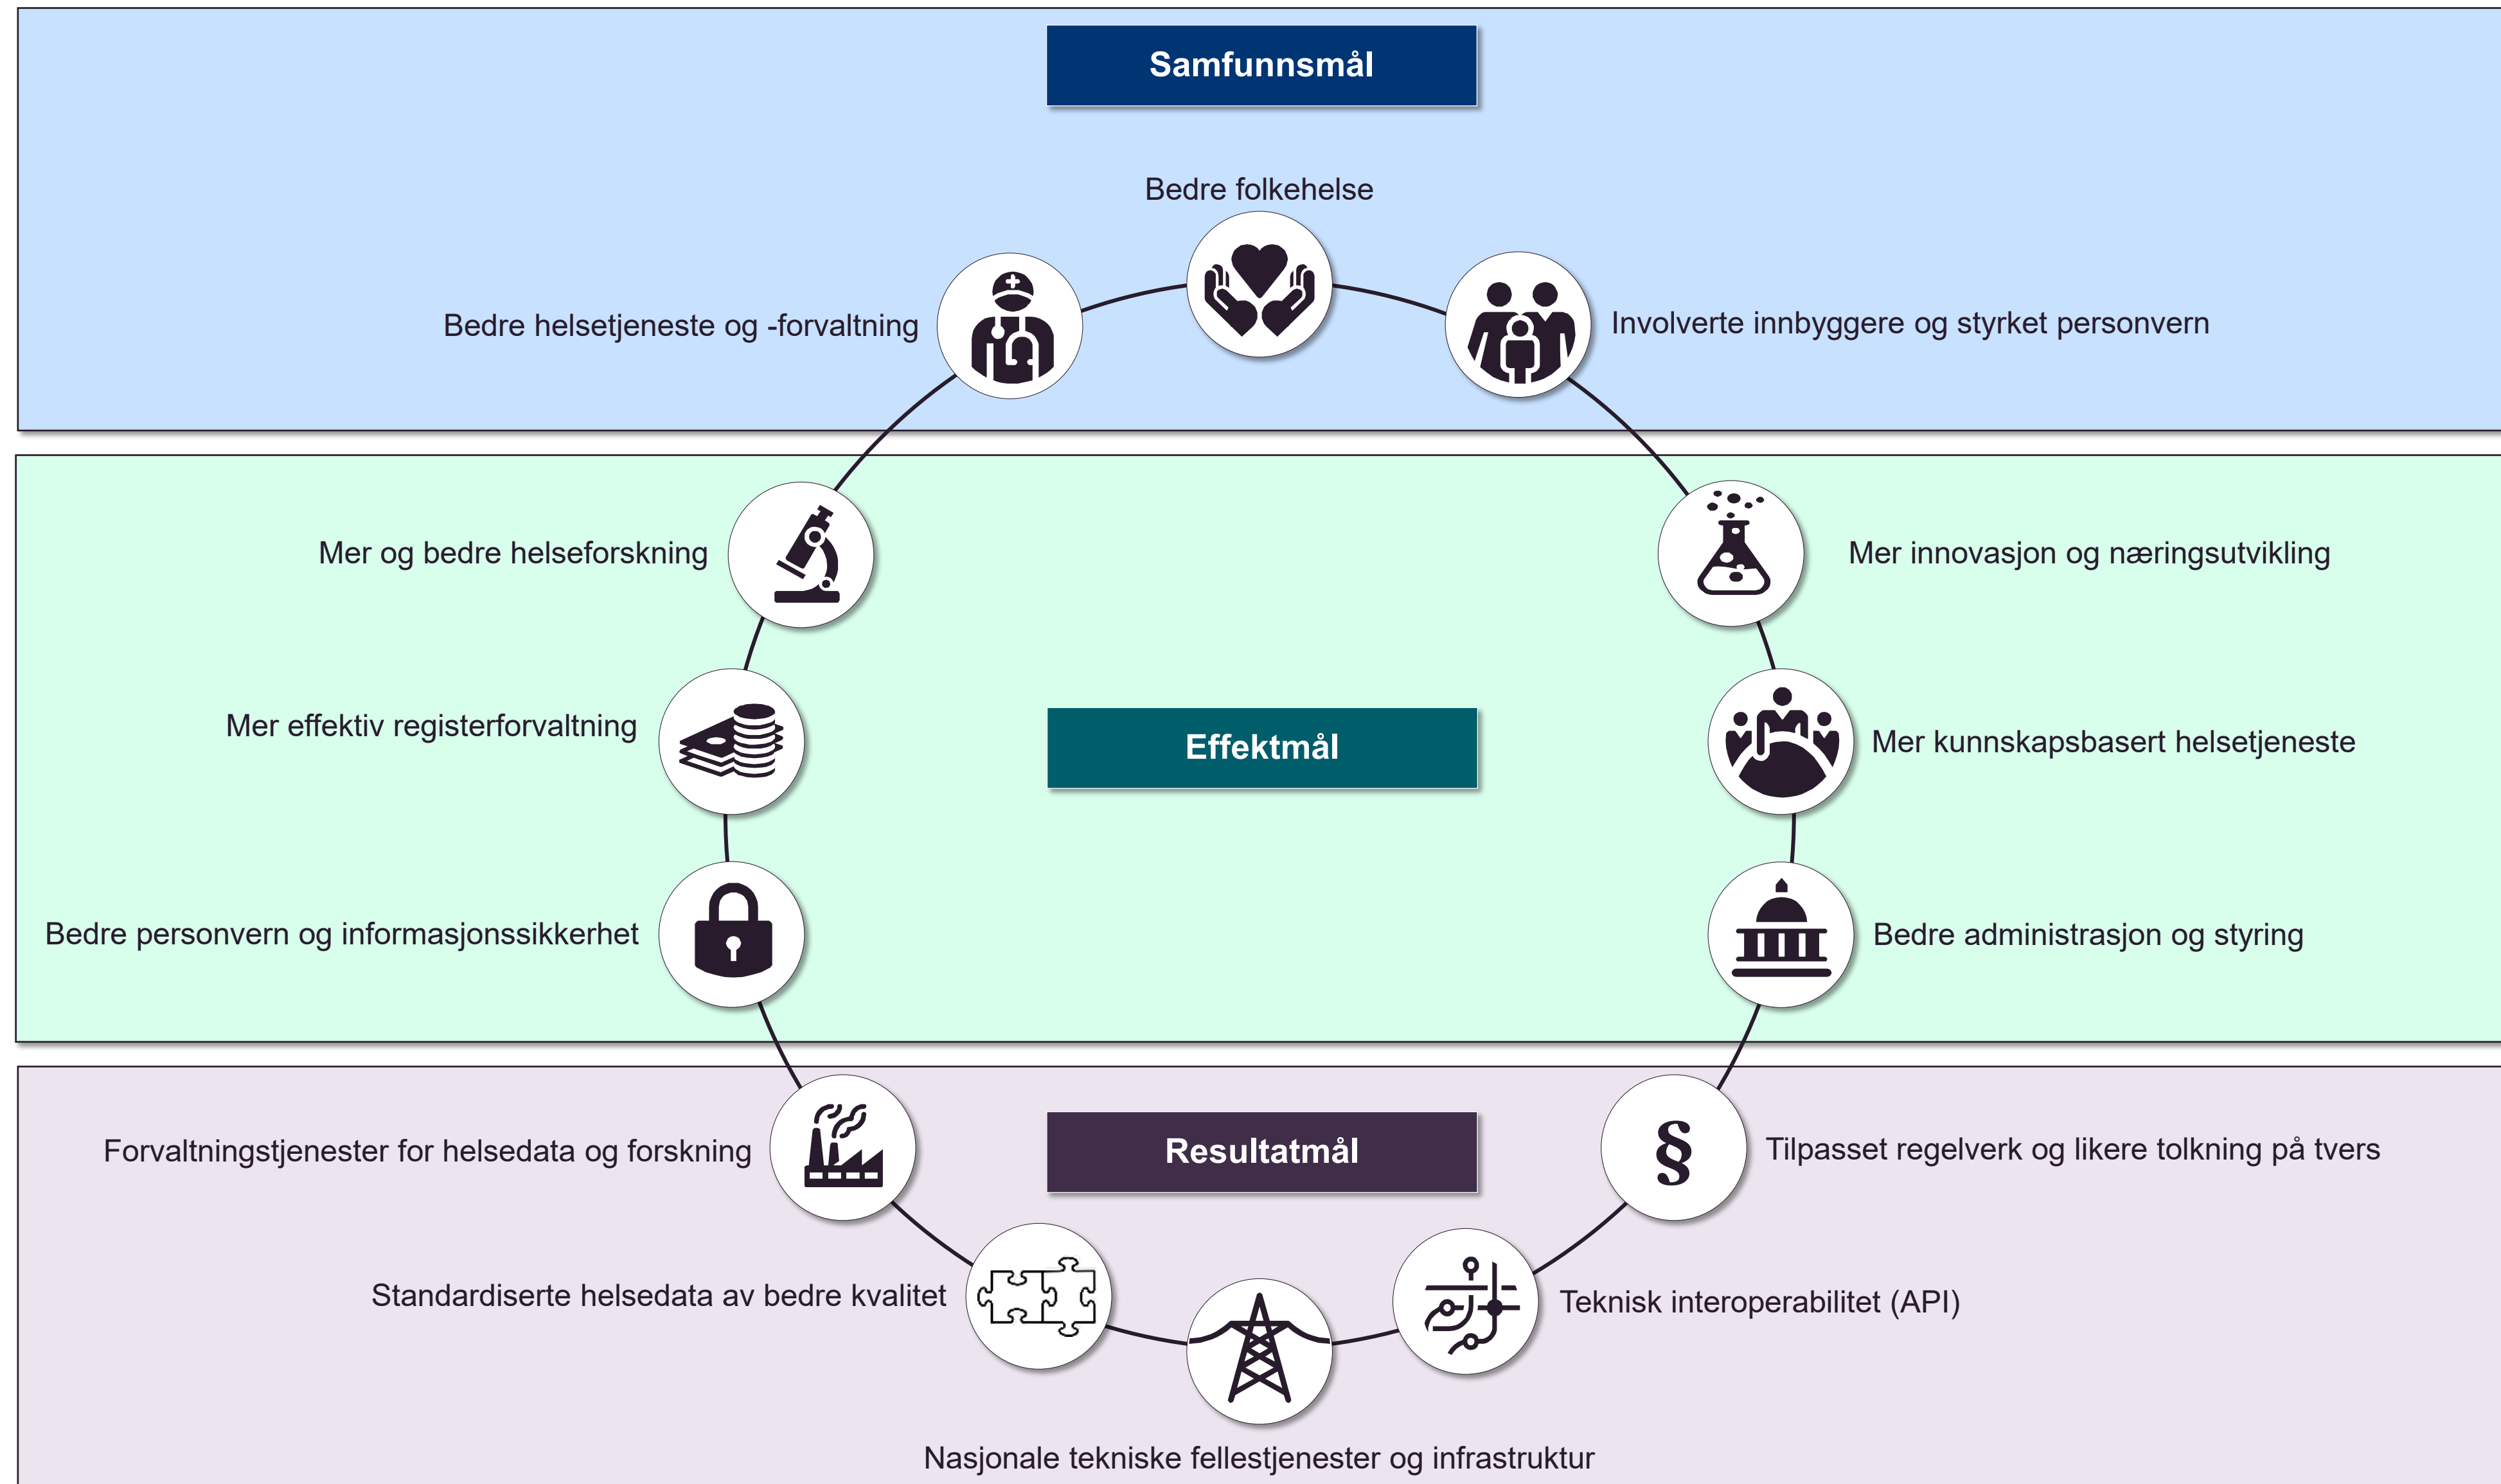 Samfunnsmål
Bedre folkehelse
Bedre helsetjeneste og -forvaltning
Involverte innbyggere og styrket personvern
Mer og bedre helseforskning
Mer innovasjon og næringsutvikling
Mer effektiv registerforvaltning
Effektmål
Mer kunnskapsbasert helsetjeneste
Bedre personvern og informasjonssikkerhet
Bedre administrasjon og styring
Forvaltningstjenester for helsedata og forskning
Resultatmål
§
Tilpasset regelverk og likere tolkning på tvers
Standardiserte helsedata av bedre kvalitet
Teknisk interoperabilitet (API)
Nasjonale tekniske fellestjenester og infrastruktur